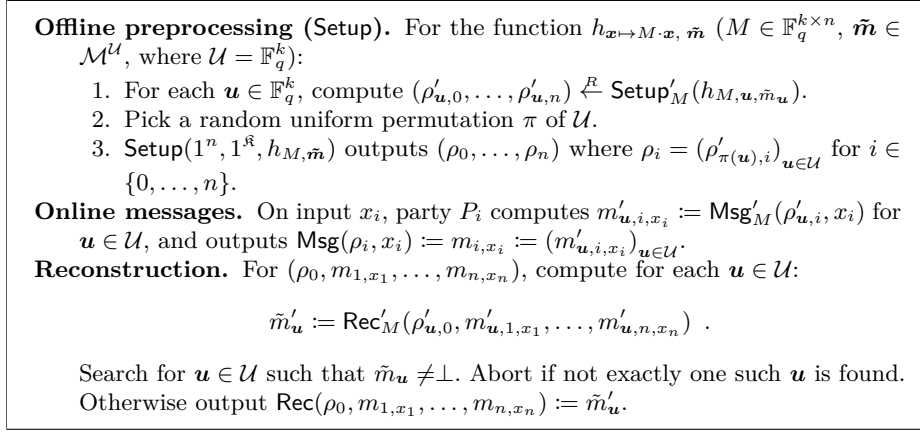 Offline preprocessing (Setup). For the function h_{x↦M·x, m̃} (M ∈ 𝔽_q^{k×n}, m̃ ∈
ℳ^𝒰, where 𝒰 = 𝔽_q^k):
1. For each u ∈ 𝔽_q^k, compute (ρ′_{u,0}, …, ρ′_{u,n}) ←^R Setup′_M(h_{M,u,m̃_u}).
2. Pick a random uniform permutation π of 𝒰.
3. Setup(1^n, 1^𝔎, h_{M,m̃}) outputs (ρ_0, …, ρ_n) where ρ_i = (ρ′_{π(u),i})_{u∈𝒰} for i ∈
{0, …, n}.
Online messages. On input x_i, party P_i computes m′_{u,i,x_i} := Msg′_M(ρ′_{u,i}, x_i) for
u ∈ 𝒰, and outputs Msg(ρ_i, x_i) := m_{i,x_i} := (m′_{u,i,x_i})_{u∈𝒰}.
Reconstruction. For (ρ_0, m_{1,x_1}, …, m_{n,x_n}), compute for each u ∈ 𝒰:
m̃′_u := Rec′_M(ρ′_{u,0}, m′_{u,1,x_1}, …, m′_{u,n,x_n}) .
Search for u ∈ 𝒰 such that m̃_u ≠⊥. Abort if not exactly one such u is found.
Otherwise output Rec(ρ_0, m_{1,x_1}, …, m_{n,x_n}) := m̃′_u.